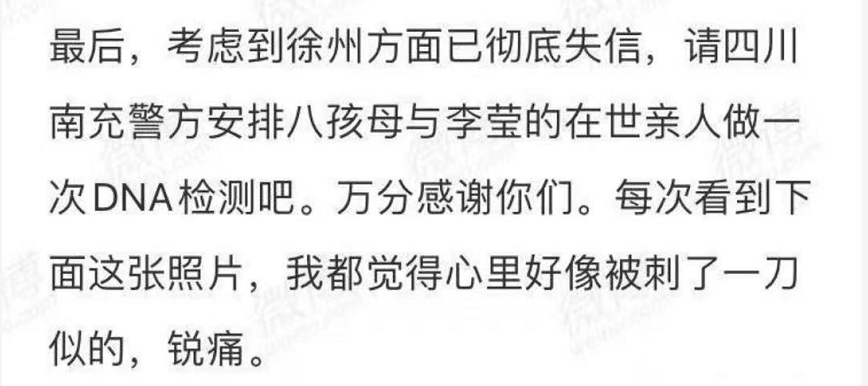 最后，考虑到徐州方面已彻底失信，请四川
南充警方安排八孩母与李莹的在世亲人做一
次DNA检测吧。万分感谢你们。每次看到下
面这张照片，我都觉得心里好像被刺了一刀
似的，锐痛。